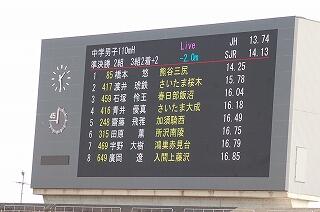 中学男子110mH Live JH 13.74
準決勝 2組 3組2着+2 -2.0m SJR 14.13
1 85 橋本 悠 熊谷三尻 14.25
2 417 渡井 琥鉄 さいたま桜木 15.78
3 459 石塚 怜王 春日部飯沼 16.04
4 416 青井 優真 さいたま大成 16.18
5 248 齋藤 飛雅 加須騎西 16.49
6 315 田原 薫 所沢南陵 16.75
7 469 宇野 大樹 鴻巣赤見台 16.79
8 649 廣岡 遼 入間上藤沢 16.85